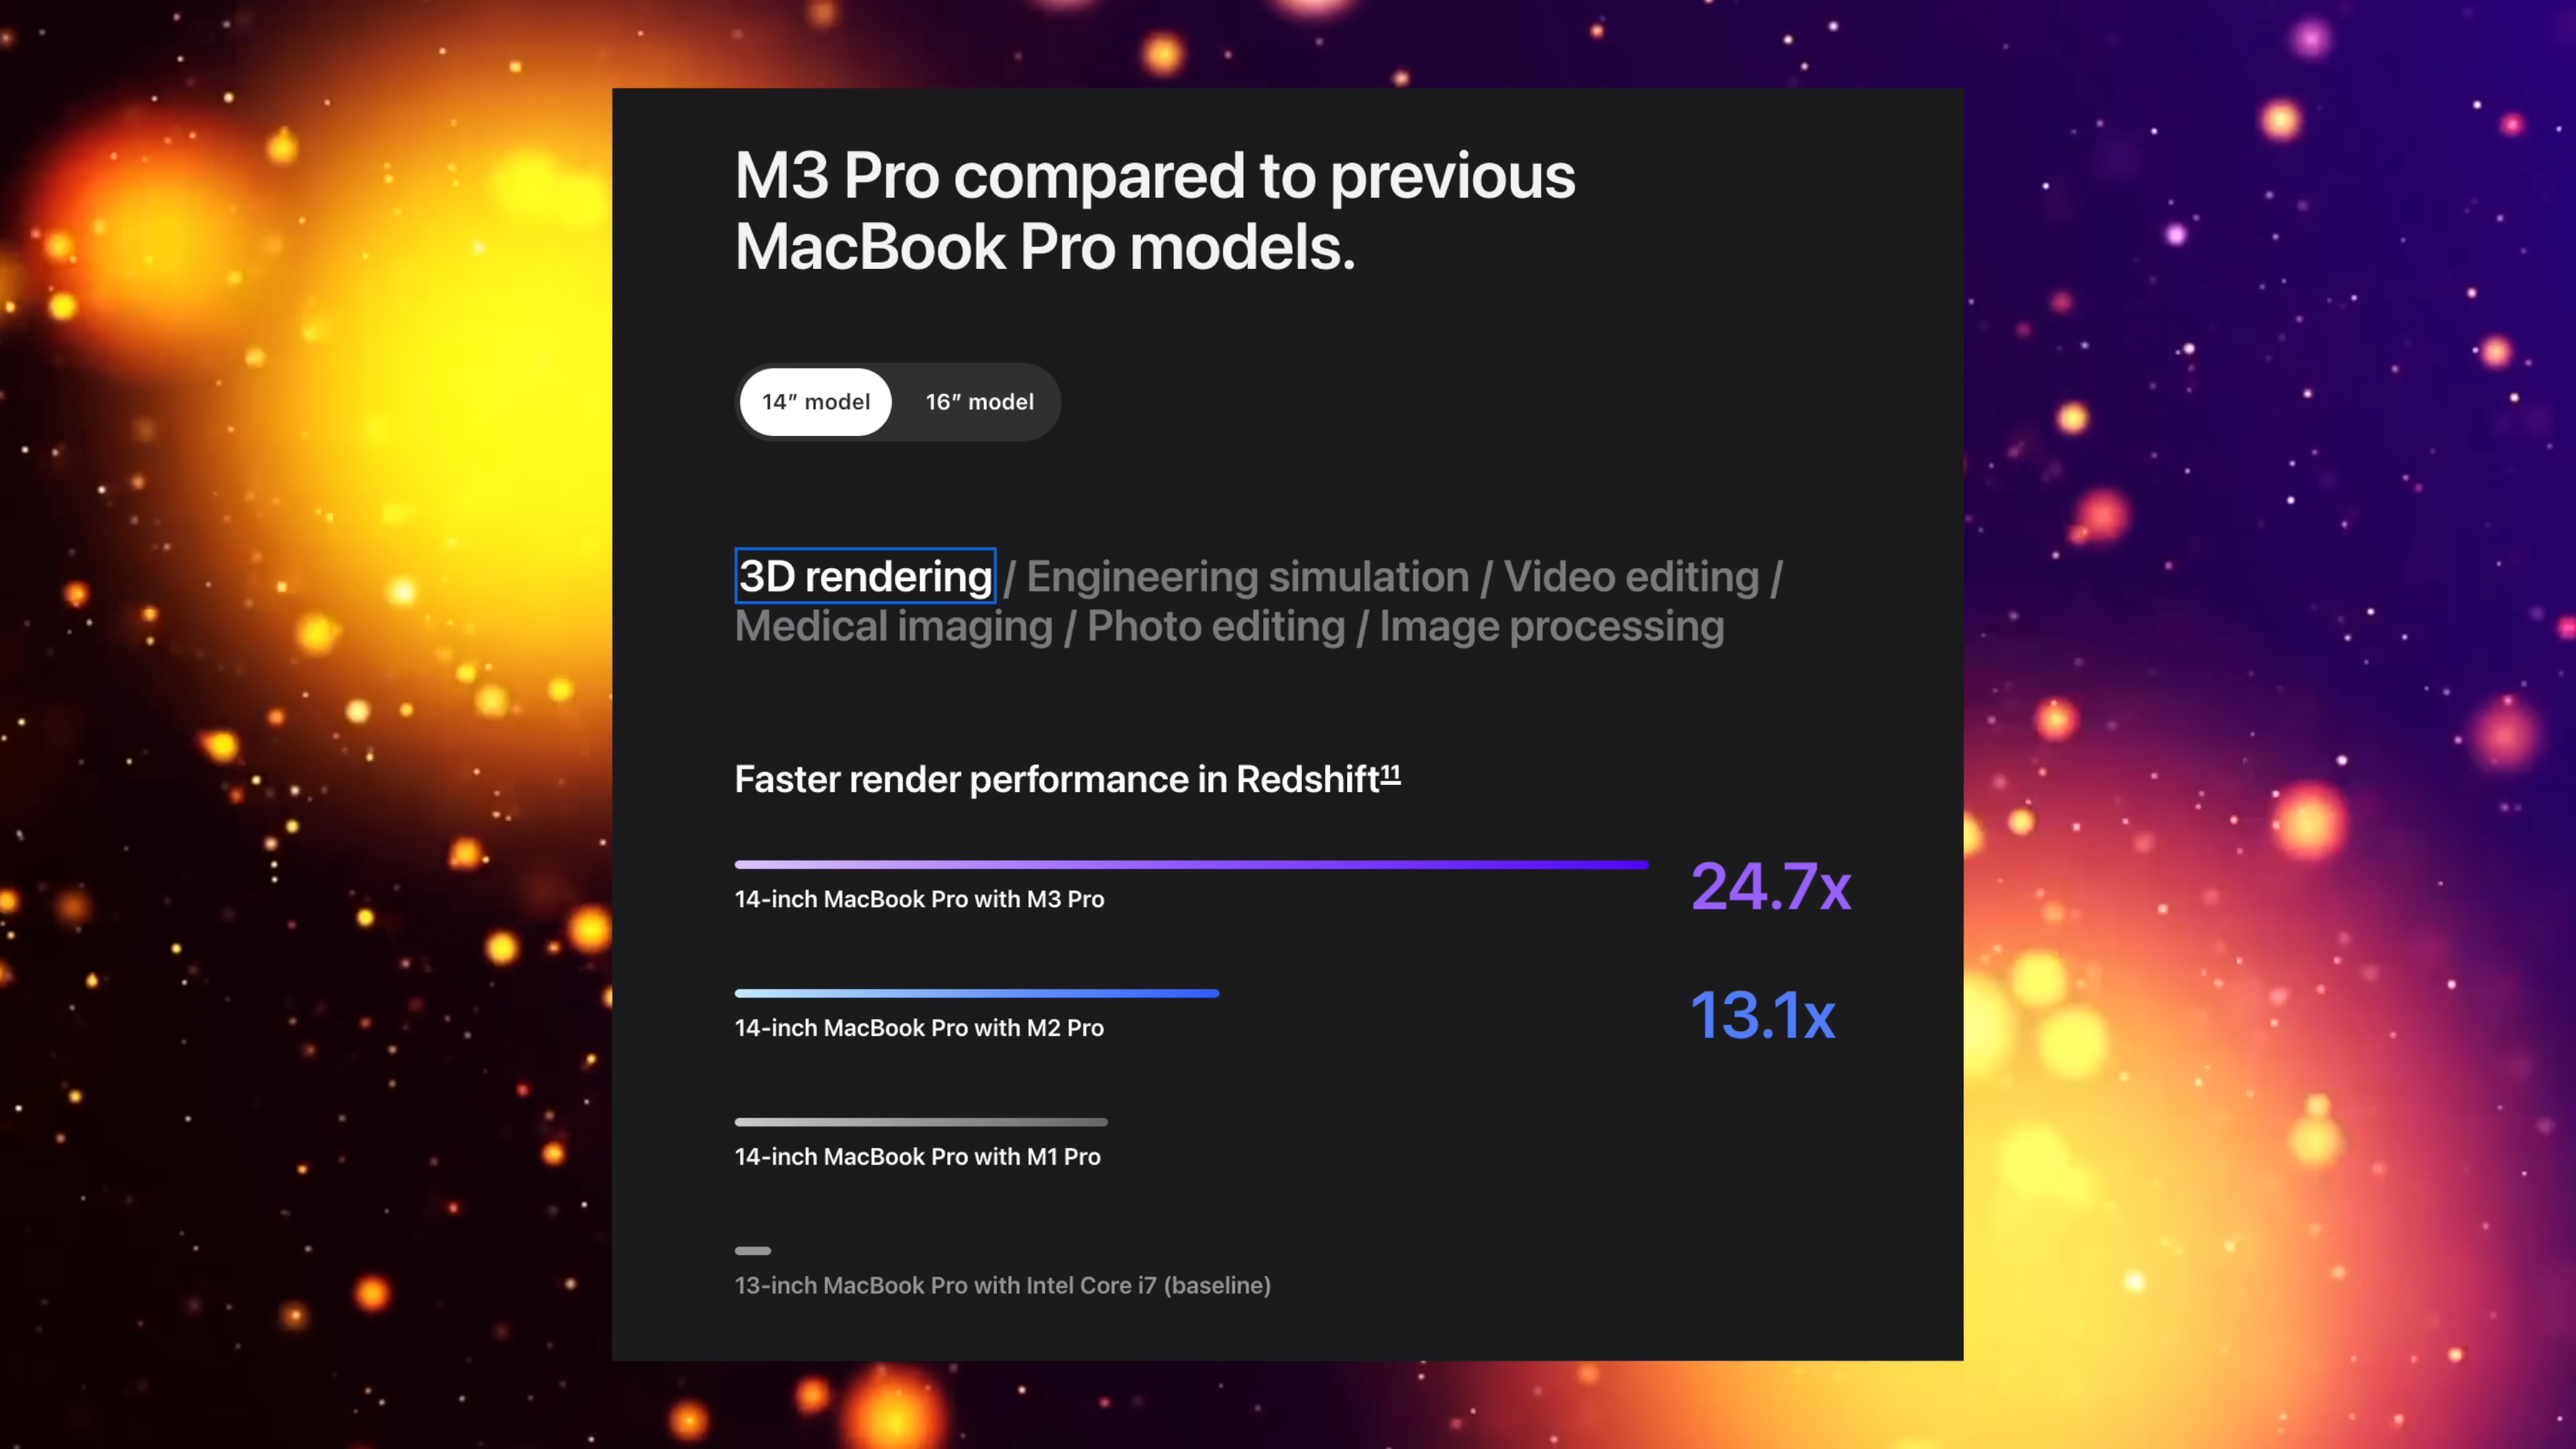 M3 Pro compared to previous
MacBook Pro models.
14″ model
16″ model
3D rendering / Engineering simulation / Video editing /
Medical imaging / Photo editing / Image processing
Faster render performance in Redshift¹¹
24.7x
14-inch MacBook Pro with M3 Pro
13.1x
14-inch MacBook Pro with M2 Pro
14-inch MacBook Pro with M1 Pro
13-inch MacBook Pro with Intel Core i7 (baseline)